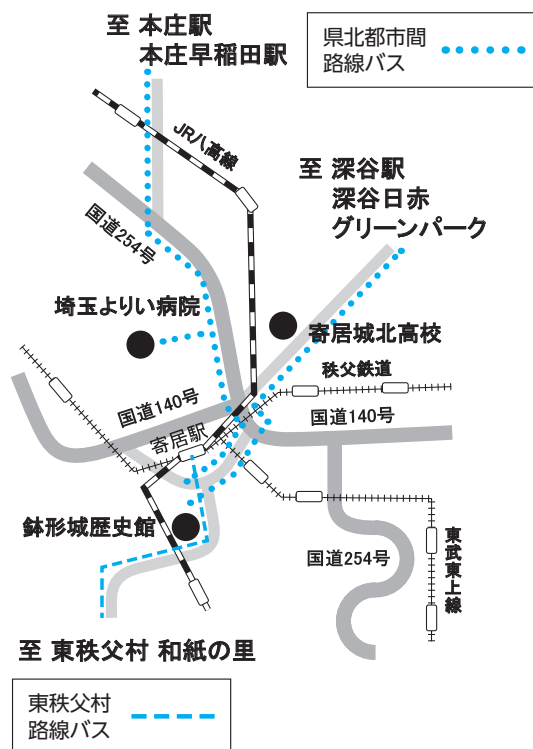 至 本庄駅
本庄早稲田駅
県北都市間
路線バス
JR八高線
至 深谷駅
深谷日赤
グリーンパーク
国道254号
埼玉よりい病院
寄居城北高校
秩父鉄道
国道140号
国道140号
寄居駅
鉢形城歴史館
国道254号
東武東上線
至 東秩父村 和紙の里
東秩父村
路線バス